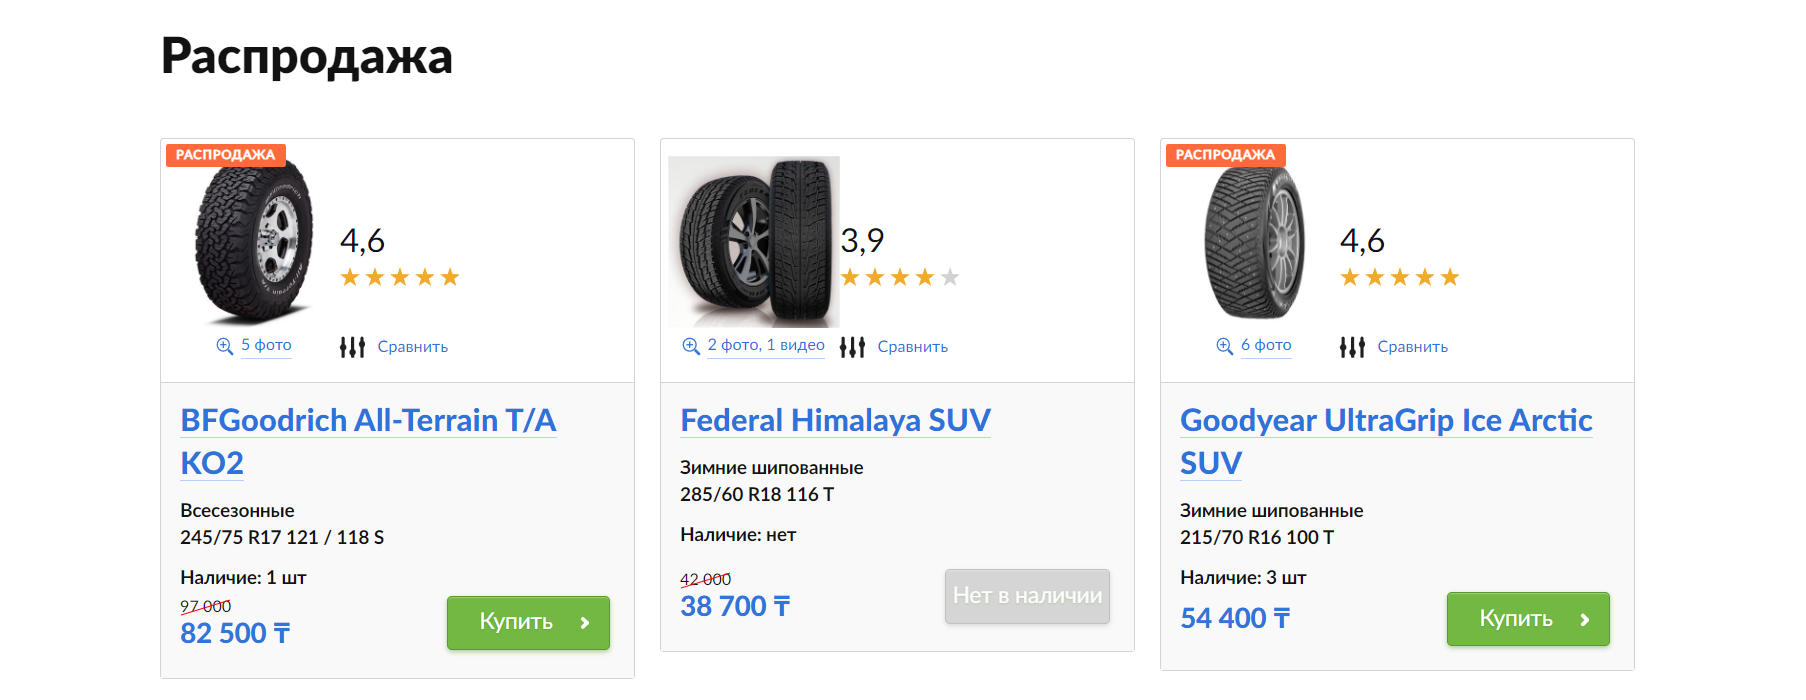 Распродажа
РАСПРОДАЖА
4,6
5 фото
Сравнить
BFGoodrich All-Terrain T/A
KO2
Всесезонные
245/75 R17 121 / 118 S
Наличие: 1 шт
97 000
82 500 ₸
Купить
3,9
2 фото, 1 видео
Сравнить
Federal Himalaya SUV
Зимние шипованные
285/60 R18 116 T
Наличие: нет
42 000
38 700 ₸
Нет в наличии
РАСПРОДАЖА
4,6
6 фото
Сравнить
Goodyear UltraGrip Ice Arctic
SUV
Зимние шипованные
215/70 R16 100 T
Наличие: 3 шт
54 400 ₸
Купить